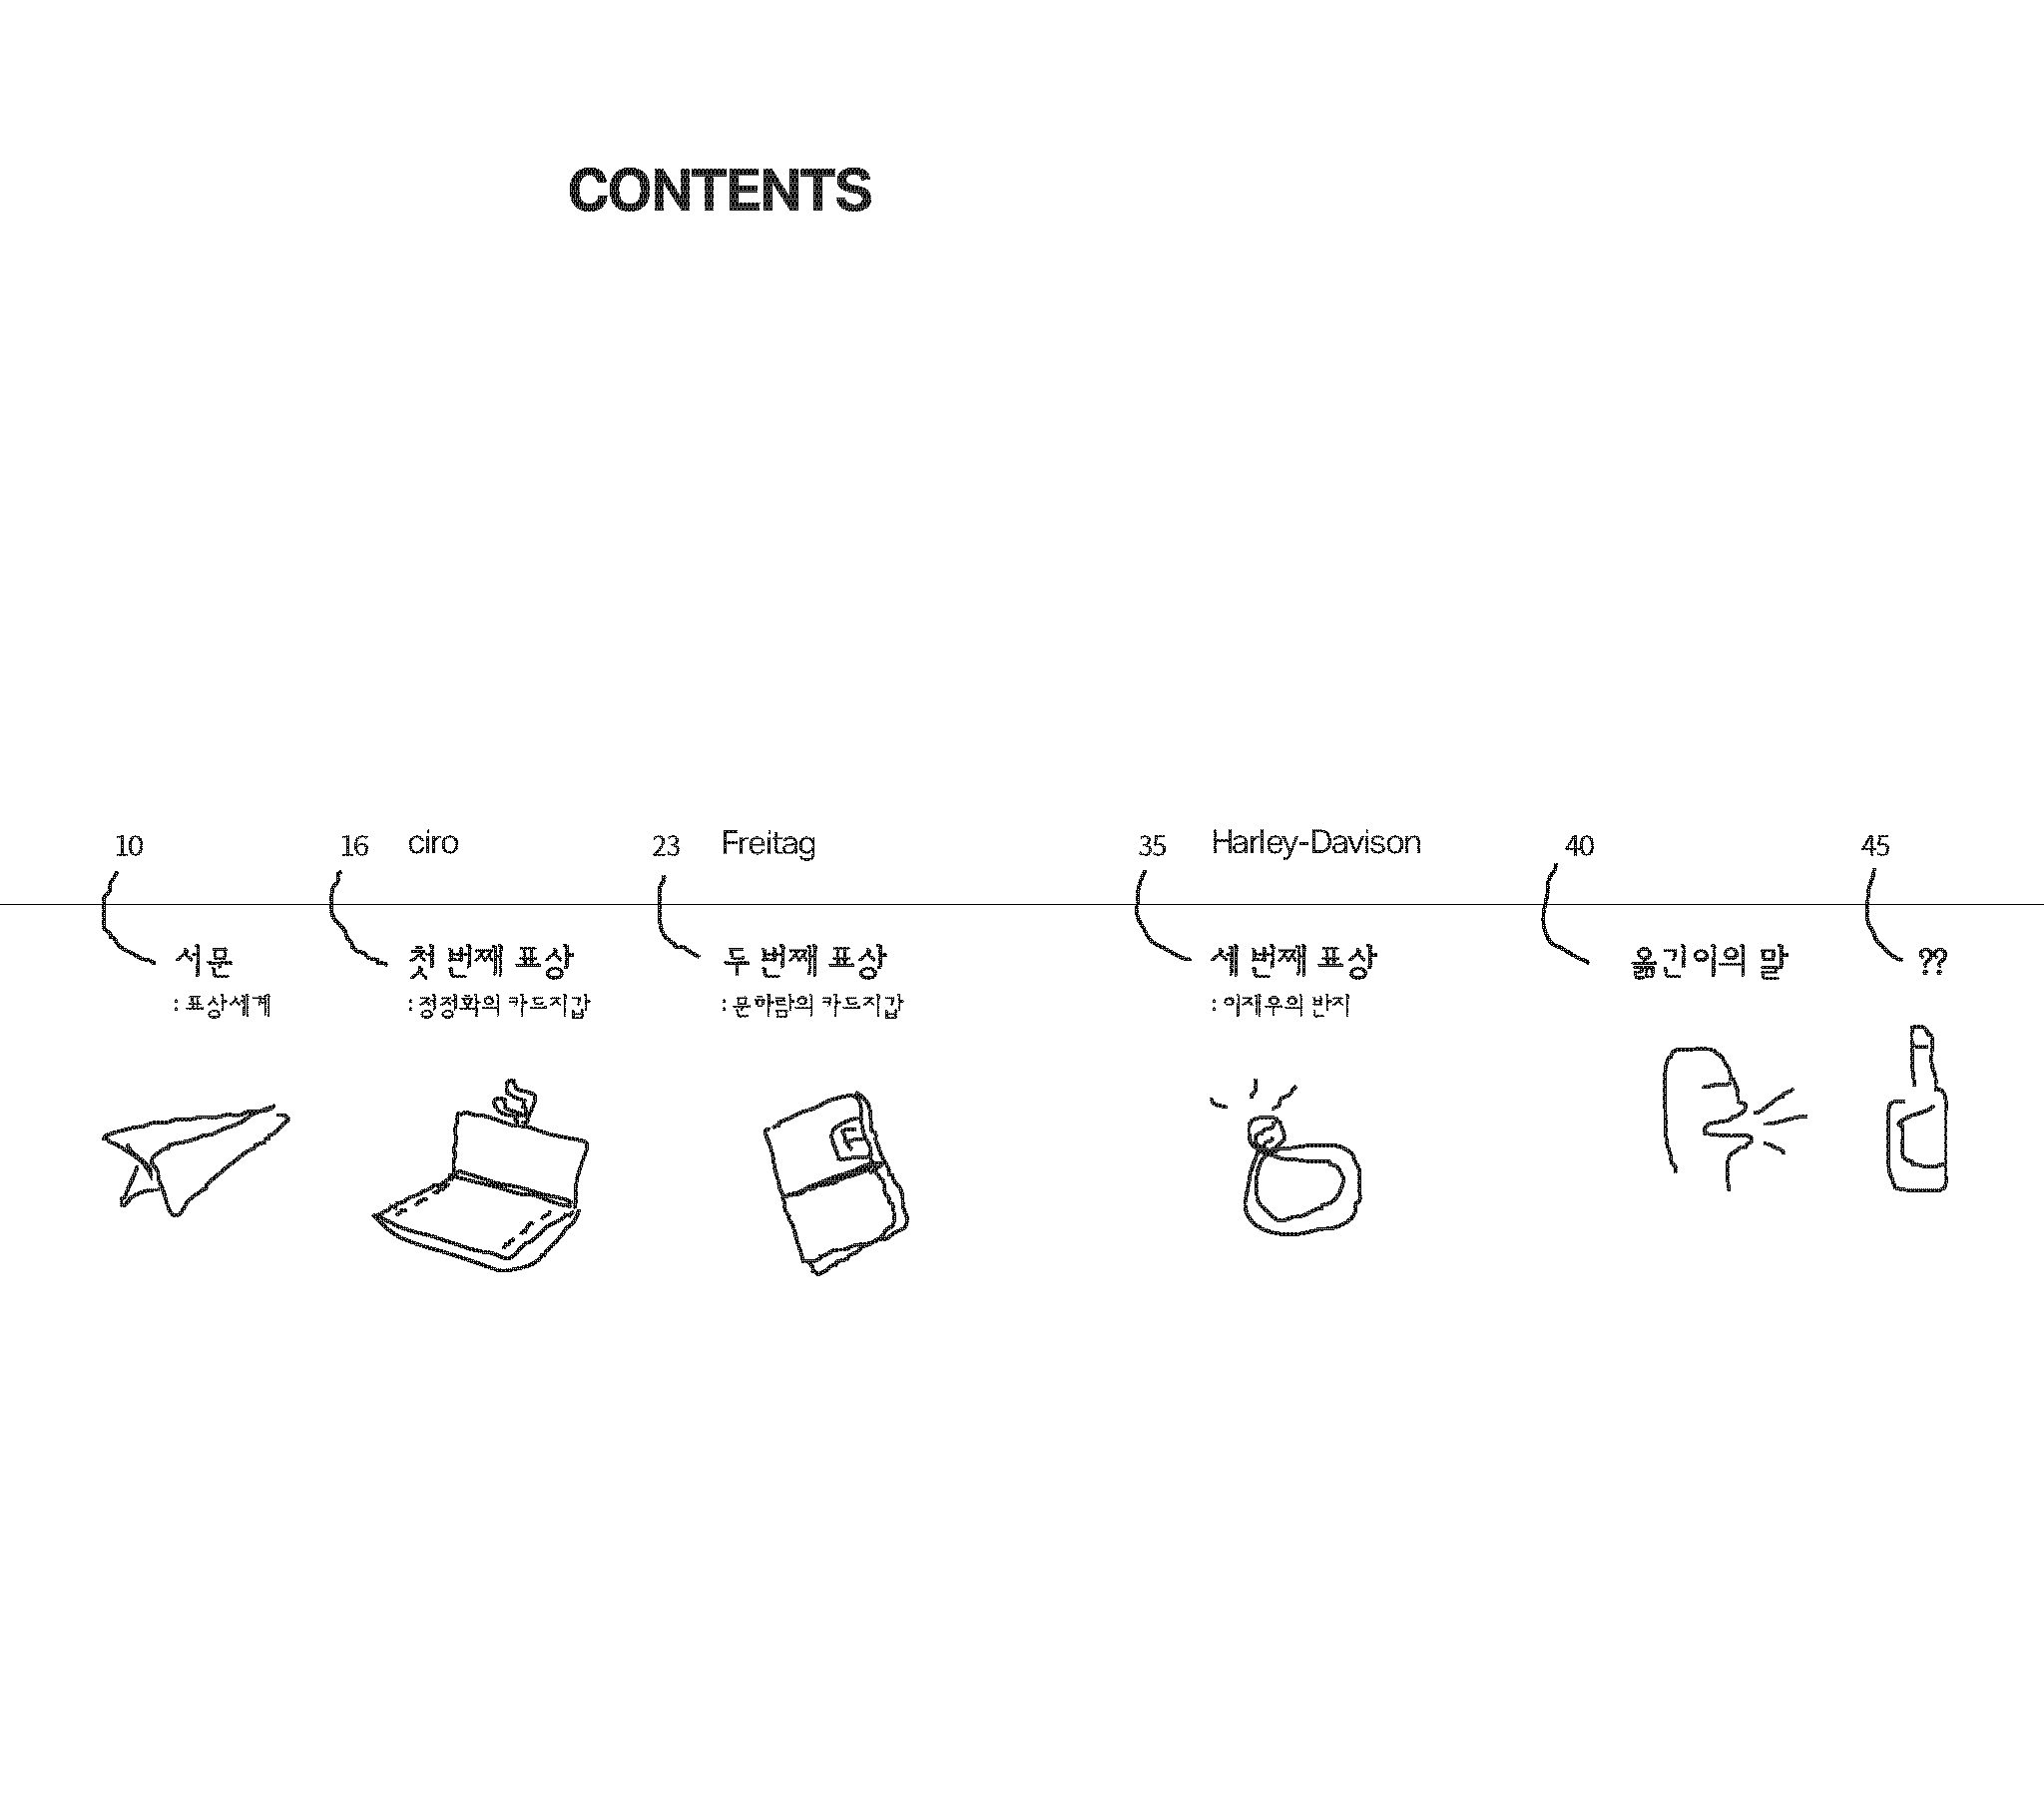 CONTENTS
10
서문
: 표상세계
16 ciro
첫 번째 표상
: 정정화의 카드지갑
23 Freitag
두 번째 표상
: 문하람의 카드지갑
F
35 Harley-Davison
세 번째 표상
: 이재우의 반지
40
옮긴이의 말
45
??